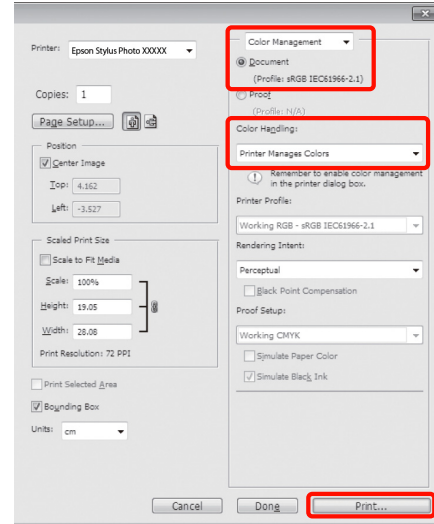 Printer: Epson Stylus Photo XXXXX
Copies: 1
Page Setup...
Position
Center Image
Top: 4.162
Left: -3.527
Scaled Print Size
Scale to Fit Media
Scale: 100%
Height: 19.05
Width: 28.08
Print Resolution: 72 PPI
Print Selected Area
Bounding Box
Units: cm
Color Management
Document
(Profile: sRGB IEC61966-2.1)
Proof
(Profile: N/A)
Color Handling:
Printer Manages Colors
Remember to enable color management
in the printer dialog box.
Printer Profile:
Working RGB - sRGB IEC61966-2.1
Rendering Intent:
Perceptual
Black Point Compensation
Proof Setup:
Working CMYK
Simulate Paper Color
Simulate Black Ink
Cancel
Done
Print...